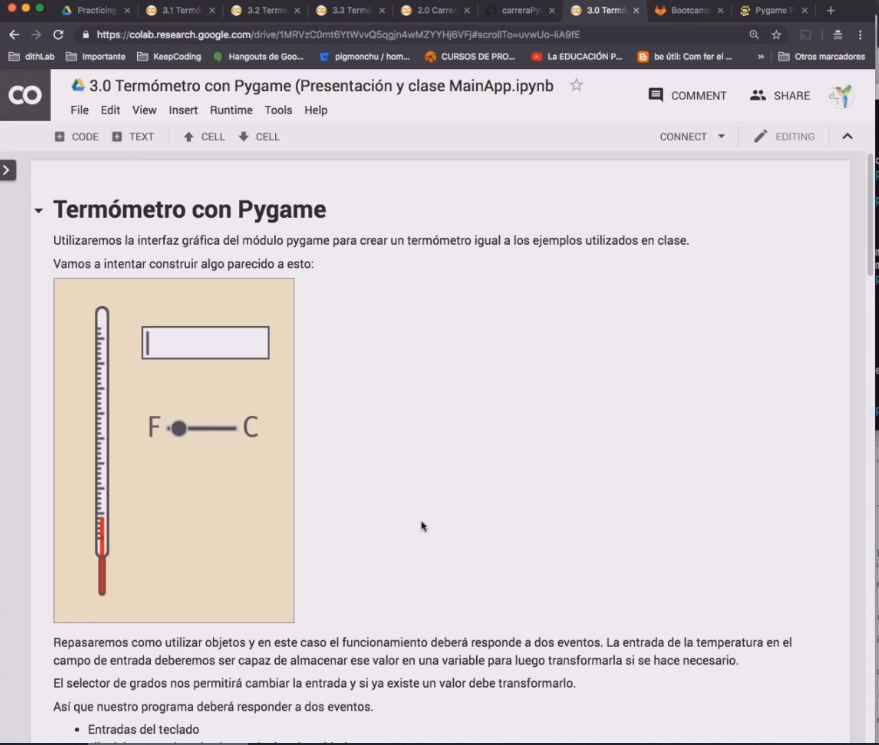 Practicing
3.1 Termó
3.2 Termó
3.3 Termó
2.0 Carre
carreraPy
3.0 Termó
Bootcamp
Pygame
https://colab.research.google.com/drive/1MRVzC0mt6YtWvvQ5qgjn4wMZYYHj6VFj#scrollTo=uvwUo-liA9fE
dithLab
Importante
KeepCoding
Hangouts de Goo...
pigmonchu / hom...
CURSOS DE PRO...
La EDUCACIÓN P...
be útil: Com fer el ...
»
Otros marcadores
CO
3.0 Termómetro con Pygame (Presentación y clase MainApp.ipynb
COMMENT
SHARE
File Edit View Insert Runtime Tools Help
CODE TEXT CELL CELL
CONNECT
EDITING
Termómetro con Pygame
Utilizaremos la interfaz gráfica del módulo pygame para crear un termómetro igual a los ejemplos utilizados en clase.
Vamos a intentar construir algo parecido a esto:
F C
Repasaremos como utilizar objetos y en este caso el funcionamiento deberá responde a dos eventos. La entrada de la temperatura en el
campo de entrada deberemos ser capaz de almacenar ese valor en una variable para luego transformarla si se hace necesario.
El selector de grados nos permitirá cambiar la entrada y si ya existe un valor debe transformarlo.
Así que nuestro programa deberá responder a dos eventos.
• Entradas del teclado